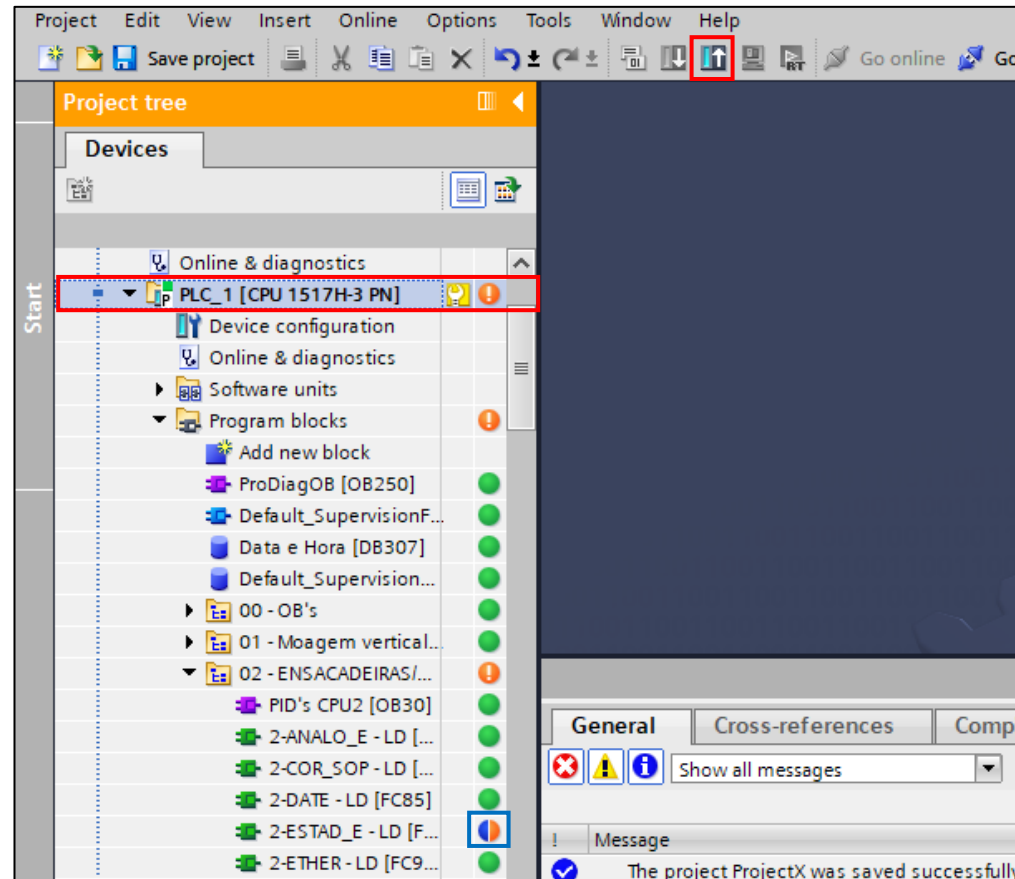 Project Edit View Insert Online Options Tools Window Help
Save project RT Go online Go
Project tree
Devices
Start
Online & diagnostics
PLC_1 [CPU 1517H-3 PN]
Device configuration
Online & diagnostics
Software units
Program blocks
Add new block
ProDiagOB [OB250]
Default_SupervisionF...
Data e Hora [DB307]
Default_Supervision...
00 - OB's
01 - Moagem vertical...
02 - ENSACADEIRAS/...
PID's CPU2 [OB30]
2-ANALO_E - LD [...
2-COR_SOP - LD [...
2-DATE - LD [FC85]
2-ESTAD_E - LD [F...
2-ETHER - LD [FC9...
General Cross-references Comp
Show all messages
! Message
The project ProjectX was saved successfully